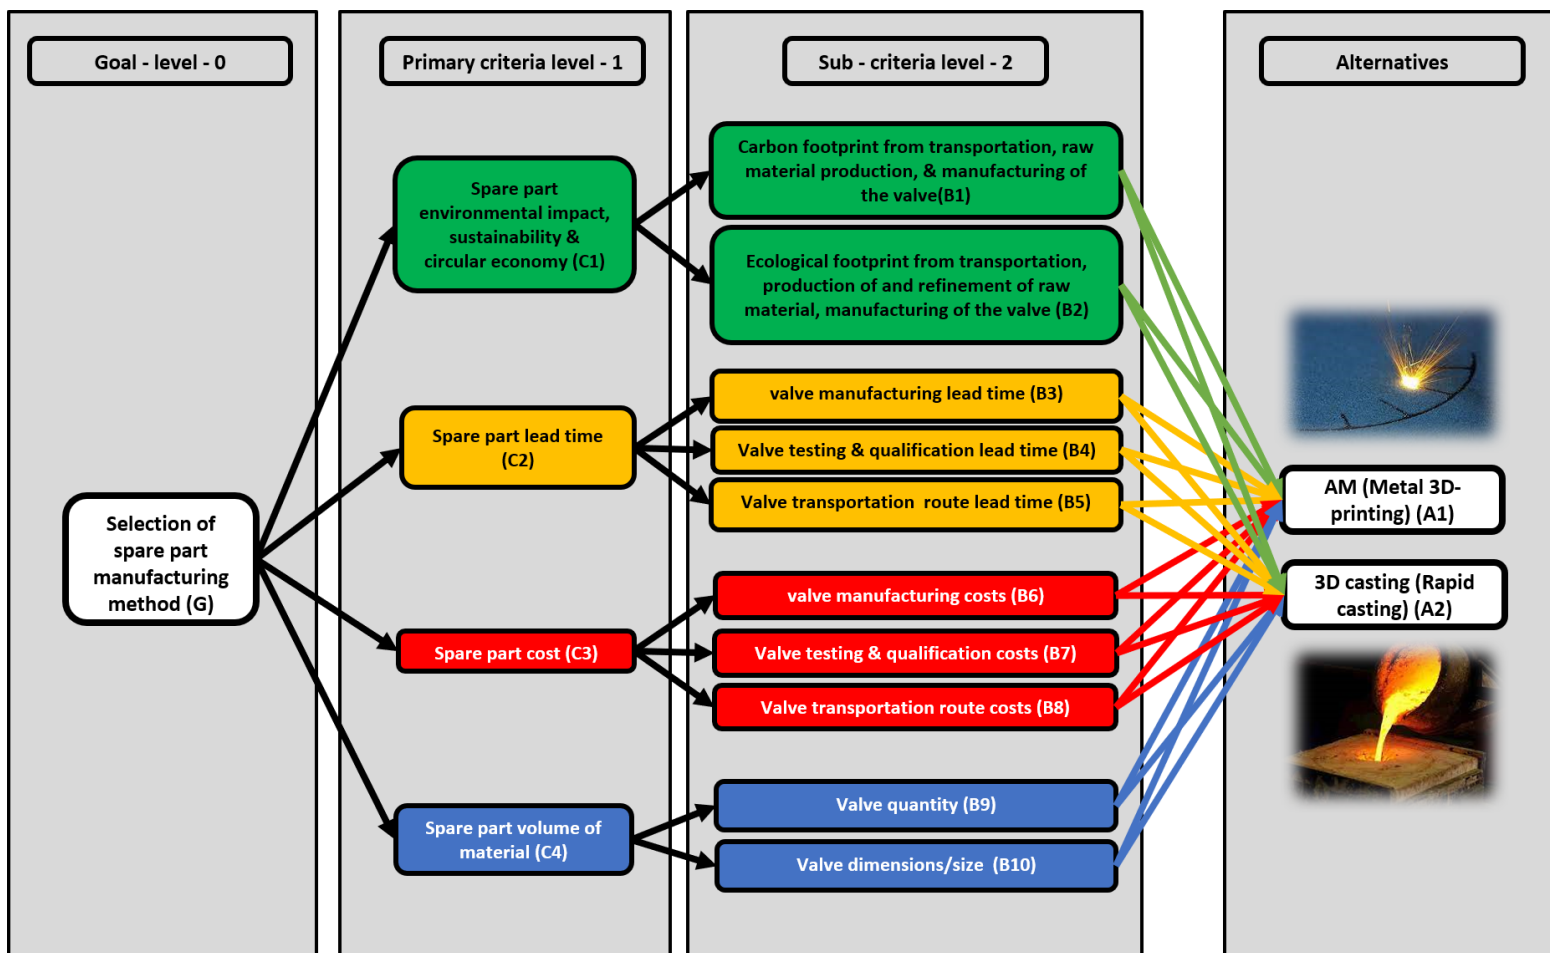 Goal - level - 0
Primary criteria level - 1
Sub - criteria level - 2
Alternatives
Selection of
spare part
manufacturing
method (G)
Spare part
environmental impact,
sustainability &
circular economy (C1)
Spare part lead time
(C2)
Spare part cost (C3)
Spare part volume of
material (C4)
Carbon footprint from transportation, raw
material production, & manufacturing of
the valve(B1)
Ecological footprint from transportation,
production of and refinement of raw
material, manufacturing of the valve (B2)
valve manufacturing lead time (B3)
Valve testing & qualification lead time (B4)
Valve transportation route lead time (B5)
valve manufacturing costs (B6)
Valve testing & qualification costs (B7)
Valve transportation route costs (B8)
Valve quantity (B9)
Valve dimensions/size (B10)
AM (Metal 3D-
printing) (A1)
3D casting (Rapid
casting) (A2)